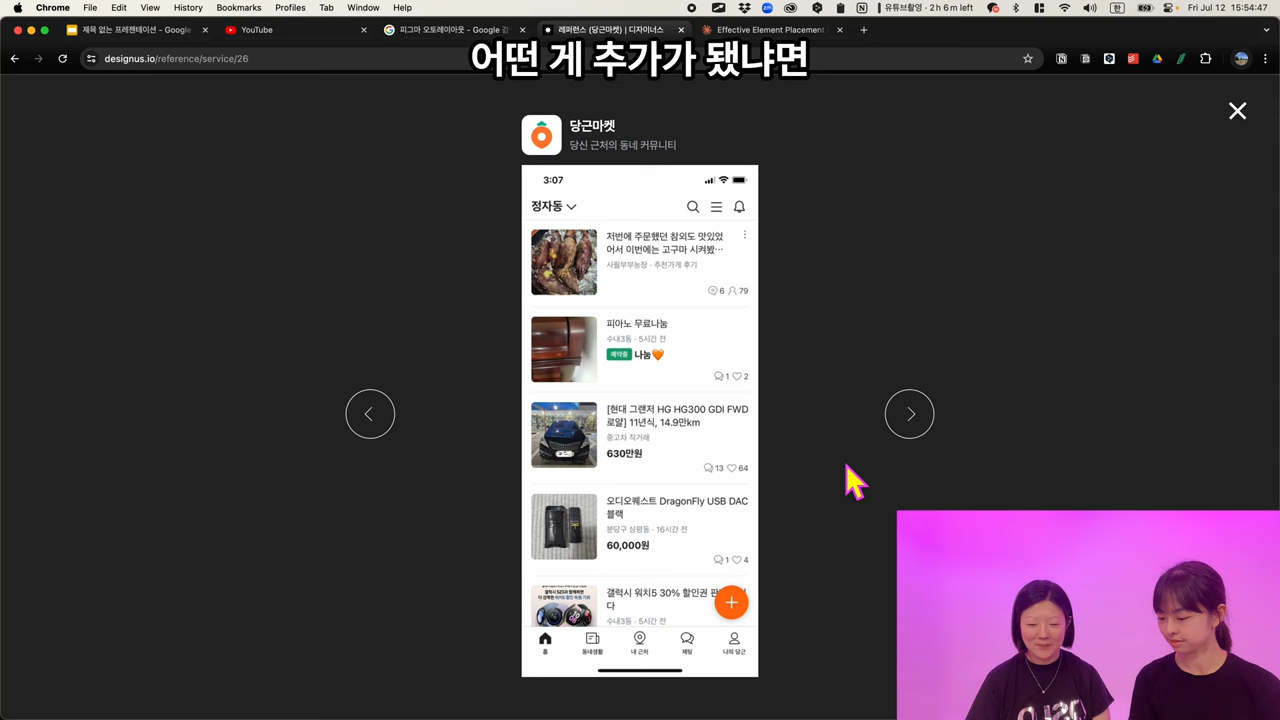 Chrome File Edit View History Bookmarks Profiles Tab Window Help
유튜브촬영 - 2 h 6 m left
한
Fri Jul 12 15:54:47
제목 없는 프레젠테이션 - Google
YouTube
피그마 오토레이아웃 - Google 검
레퍼런스 (당근마켓) | 디자이너스
Effective Element Placement
designus.io/reference/service/26
어떤 게 추가가 됐냐면
당근마켓
당신 근처의 동네 커뮤니티
3:07
정자동
저번에 주문했던 참외도 맛있었
어서 이번에는 고구마 시켜봤…
사월부부농장 · 추천가게 후기
6 79
피아노 무료나눔
수내3동 · 5시간 전
예약중 나눔🧡
1 2
[현대 그랜저 HG HG300 GDI FWD
로얄] 11년식, 14.9만km
중고차 직거래
630만원
13 64
오디오퀘스트 DragonFly USB DAC
블랙
분당구 삼평동 · 16시간 전
60,000원
1 4
갤럭시 워치5 30% 할인권 판
다
수내3동 · 5시간 전
홈 동네생활 내 근처 채팅 나의 당근